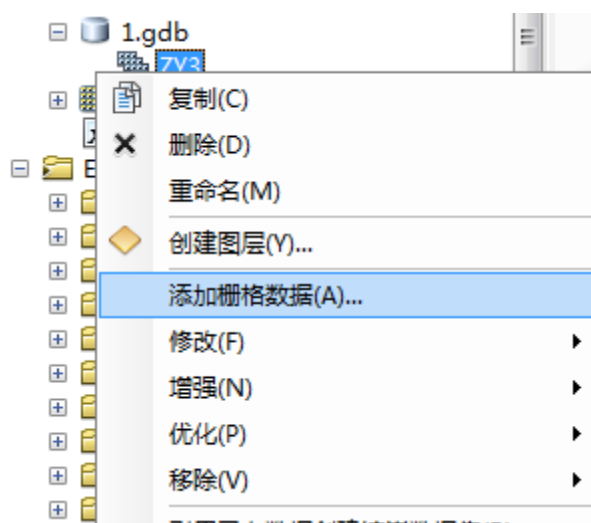 1.gdb
ZY3
复制(C)
E
删除(D)
重命名(M)
创建图层(Y)...
添加栅格数据(A)...
修改(F)
增强(N)
优化(P)
移除(V)